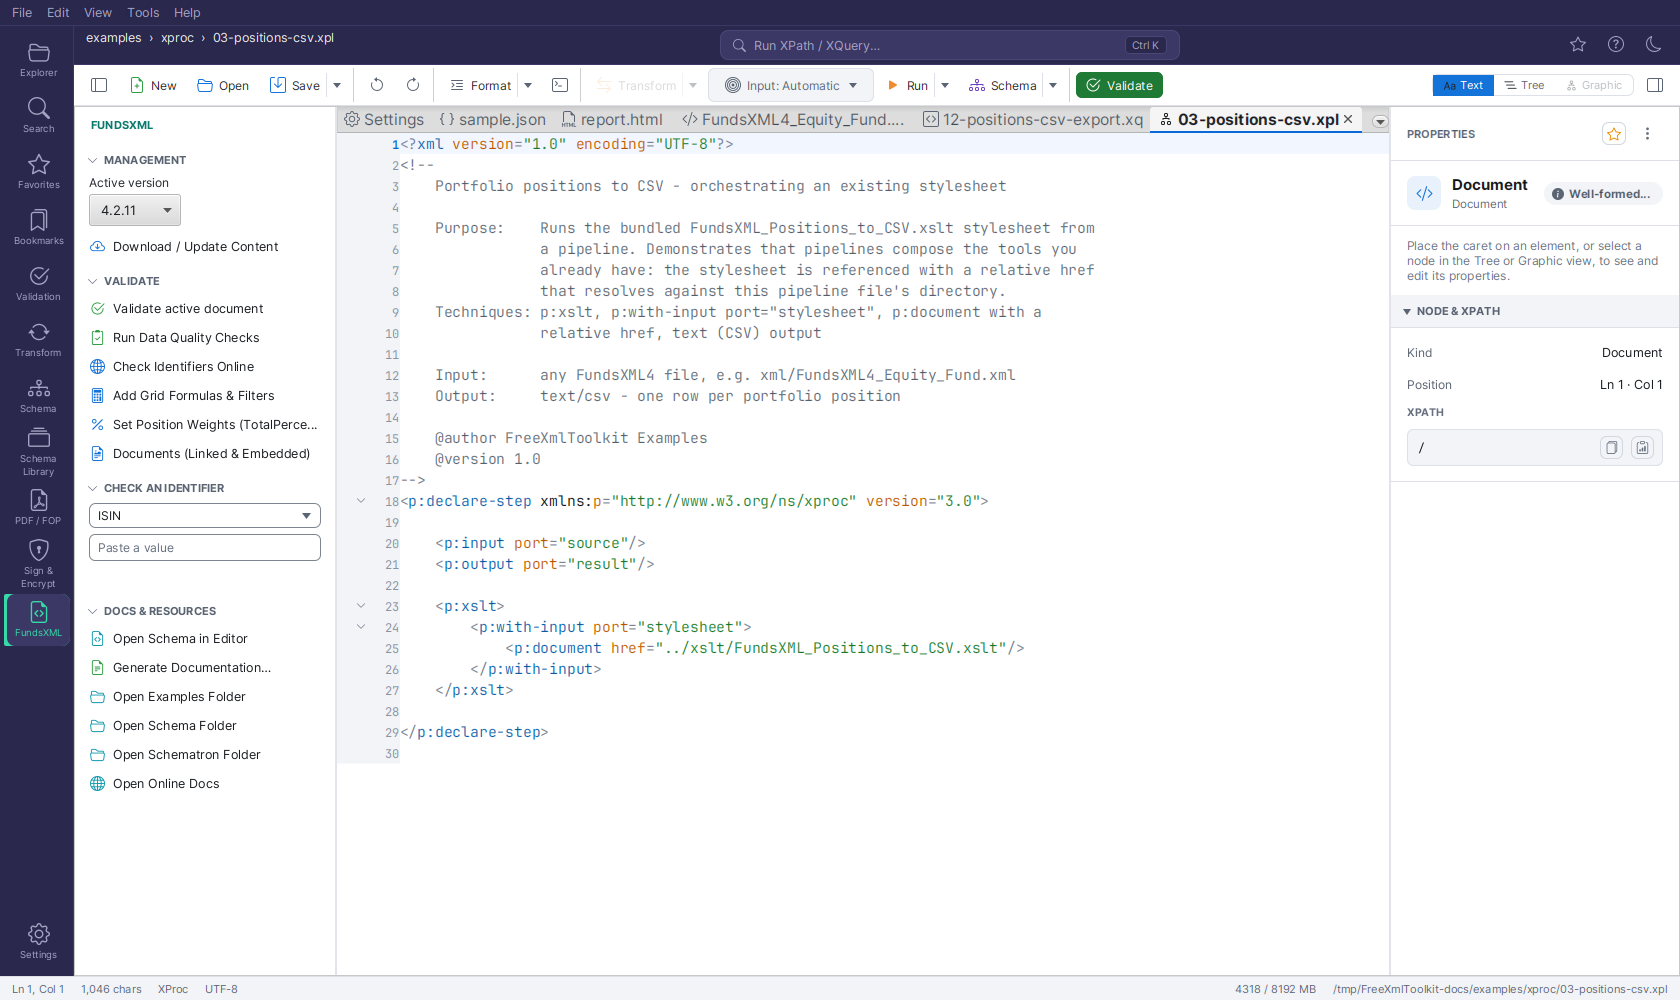 File Edit View Tools Help
examples › xproc › 03-positions-csv.xpl
Run XPath / XQuery... Ctrl K
New Open Save Format Transform Input: Automatic Run Schema Validate Aa Text Tree Graphic
Explorer
Search
Favorites
Bookmarks
Validation
Transform
Schema
Schema
Library
PDF / FOP
Sign &
Encrypt
FundsXML
Settings
FUNDSXML
MANAGEMENT
Active version
4.2.11
Download / Update Content
VALIDATE
Validate active document
Run Data Quality Checks
Check Identifiers Online
Add Grid Formulas & Filters
Set Position Weights (TotalPerce...
Documents (Linked & Embedded)
CHECK AN IDENTIFIER
ISIN
Paste a value
DOCS & RESOURCES
Open Schema in Editor
Generate Documentation...
Open Examples Folder
Open Schema Folder
Open Schematron Folder
Open Online Docs
Settings { } sample.json report.html </> FundsXML4_Equity_Fund.... 12-positions-csv-export.xq 03-positions-csv.xpl
1 <?xml version="1.0" encoding="UTF-8"?>
2 <!--
3 Portfolio positions to CSV - orchestrating an existing stylesheet
4
5 Purpose: Runs the bundled FundsXML_Positions_to_CSV.xslt stylesheet from
6 a pipeline. Demonstrates that pipelines compose the tools you
7 already have: the stylesheet is referenced with a relative href
8 that resolves against this pipeline file's directory.
9 Techniques: p:xslt, p:with-input port="stylesheet", p:document with a
10 relative href, text (CSV) output
11
12 Input: any FundsXML4 file, e.g. xml/FundsXML4_Equity_Fund.xml
13 Output: text/csv - one row per portfolio position
14
15 @author FreeXmlToolkit Examples
16 @version 1.0
17 -->
18 <p:declare-step xmlns:p="http://www.w3.org/ns/xproc" version="3.0">
19
20 <p:input port="source"/>
21 <p:output port="result"/>
22
23 <p:xslt>
24 <p:with-input port="stylesheet">
25 <p:document href="../xslt/FundsXML_Positions_to_CSV.xslt"/>
26 </p:with-input>
27 </p:xslt>
28
29 </p:declare-step>
30
PROPERTIES
Document
Document
Well-formed...
Place the caret on an element, or select a
node in the Tree or Graphic view, to see and
edit its properties.
NODE & XPATH
Kind Document
Position Ln 1 · Col 1
XPATH
/
Ln 1, Col 1 1,046 chars XProc UTF-8 4318 / 8192 MB /tmp/FreeXmlToolkit-docs/examples/xproc/03-positions-csv.xpl